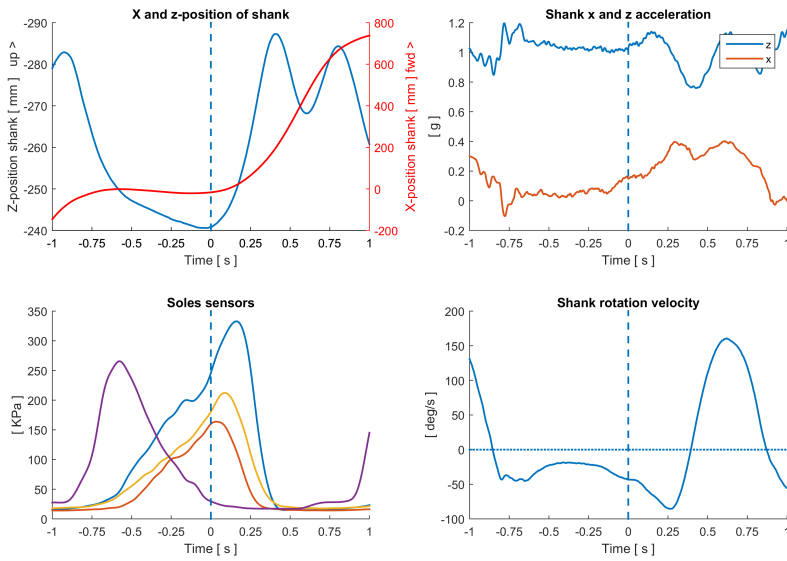 X and z-position of shank
-290
-280
-270
-260
-250
-240
Z-position shank [ mm ]  up >
800
600
400
200
0
-200
X-position shank [ mm ] fwd >
-1 -0.75 -0.5 -0.25 0 0.25 0.5 0.75 1
Time [ s ]
Shank x and z acceleration
1.2
1
0.8
0.6
0.4
0.2
0
-0.2
[ g ]
z
x
-1 -0.75 -0.5 -0.25 0 0.25 0.5 0.75 1
Time [ s ]
Soles sensors
350
300
250
200
150
100
50
0
[ KPa ]
-1 -0.75 -0.5 -0.25 0 0.25 0.5 0.75 1
Time [ s ]
Shank rotation velocity
200
150
100
50
0
-50
-100
[ deg/s ]
-1 -0.75 -0.5 -0.25 0 0.25 0.5 0.75 1
Time [ s ]